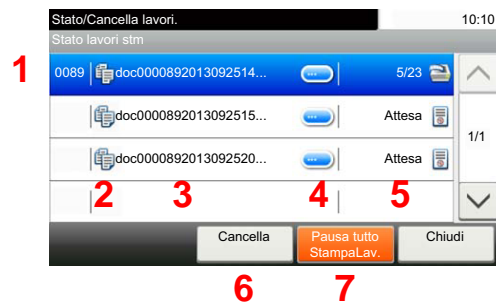 Stato/Cancella lavori. 10:10
Stato lavori stm
1 0089 doc0000892013092514... 5/23
doc0000892013092515... Attesa
1/1
doc0000892013092520... Attesa
2 3 4 5
Cancella Pausa tutto StampaLav. Chiudi
6 7